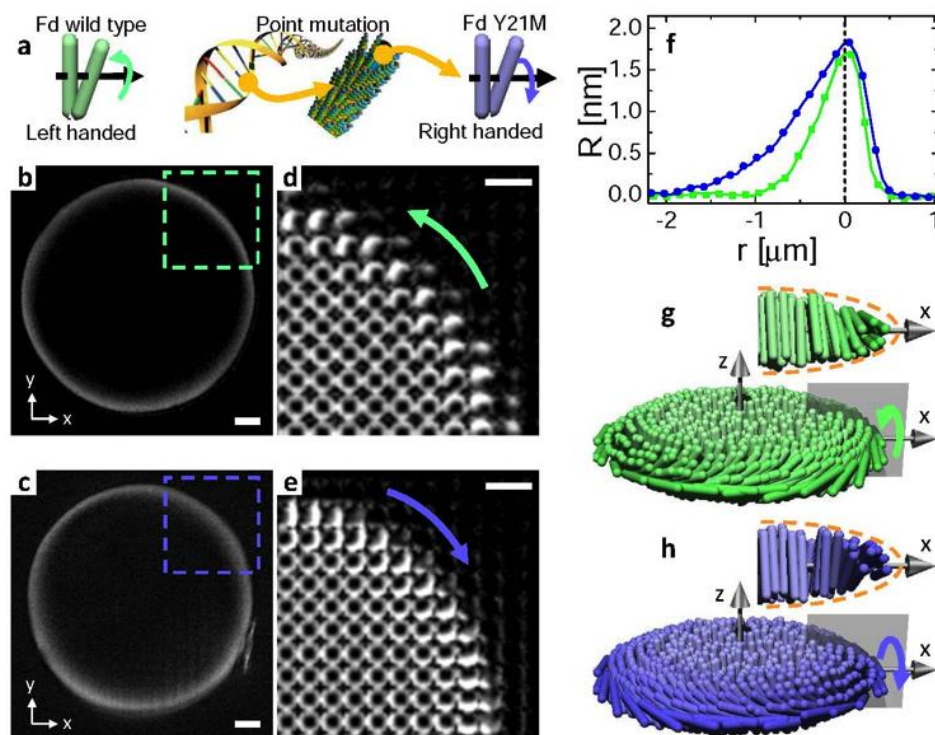 a
Fd wild type
Left handed
Point mutation
Fd Y21M
Right handed
b
y
x
c
y
x
d
e
f
R [nm]
2.0
1.5
1.0
0.5
0.0
-2
-1
0
1
r [μm]
g
x
z
x
h
x
z
x